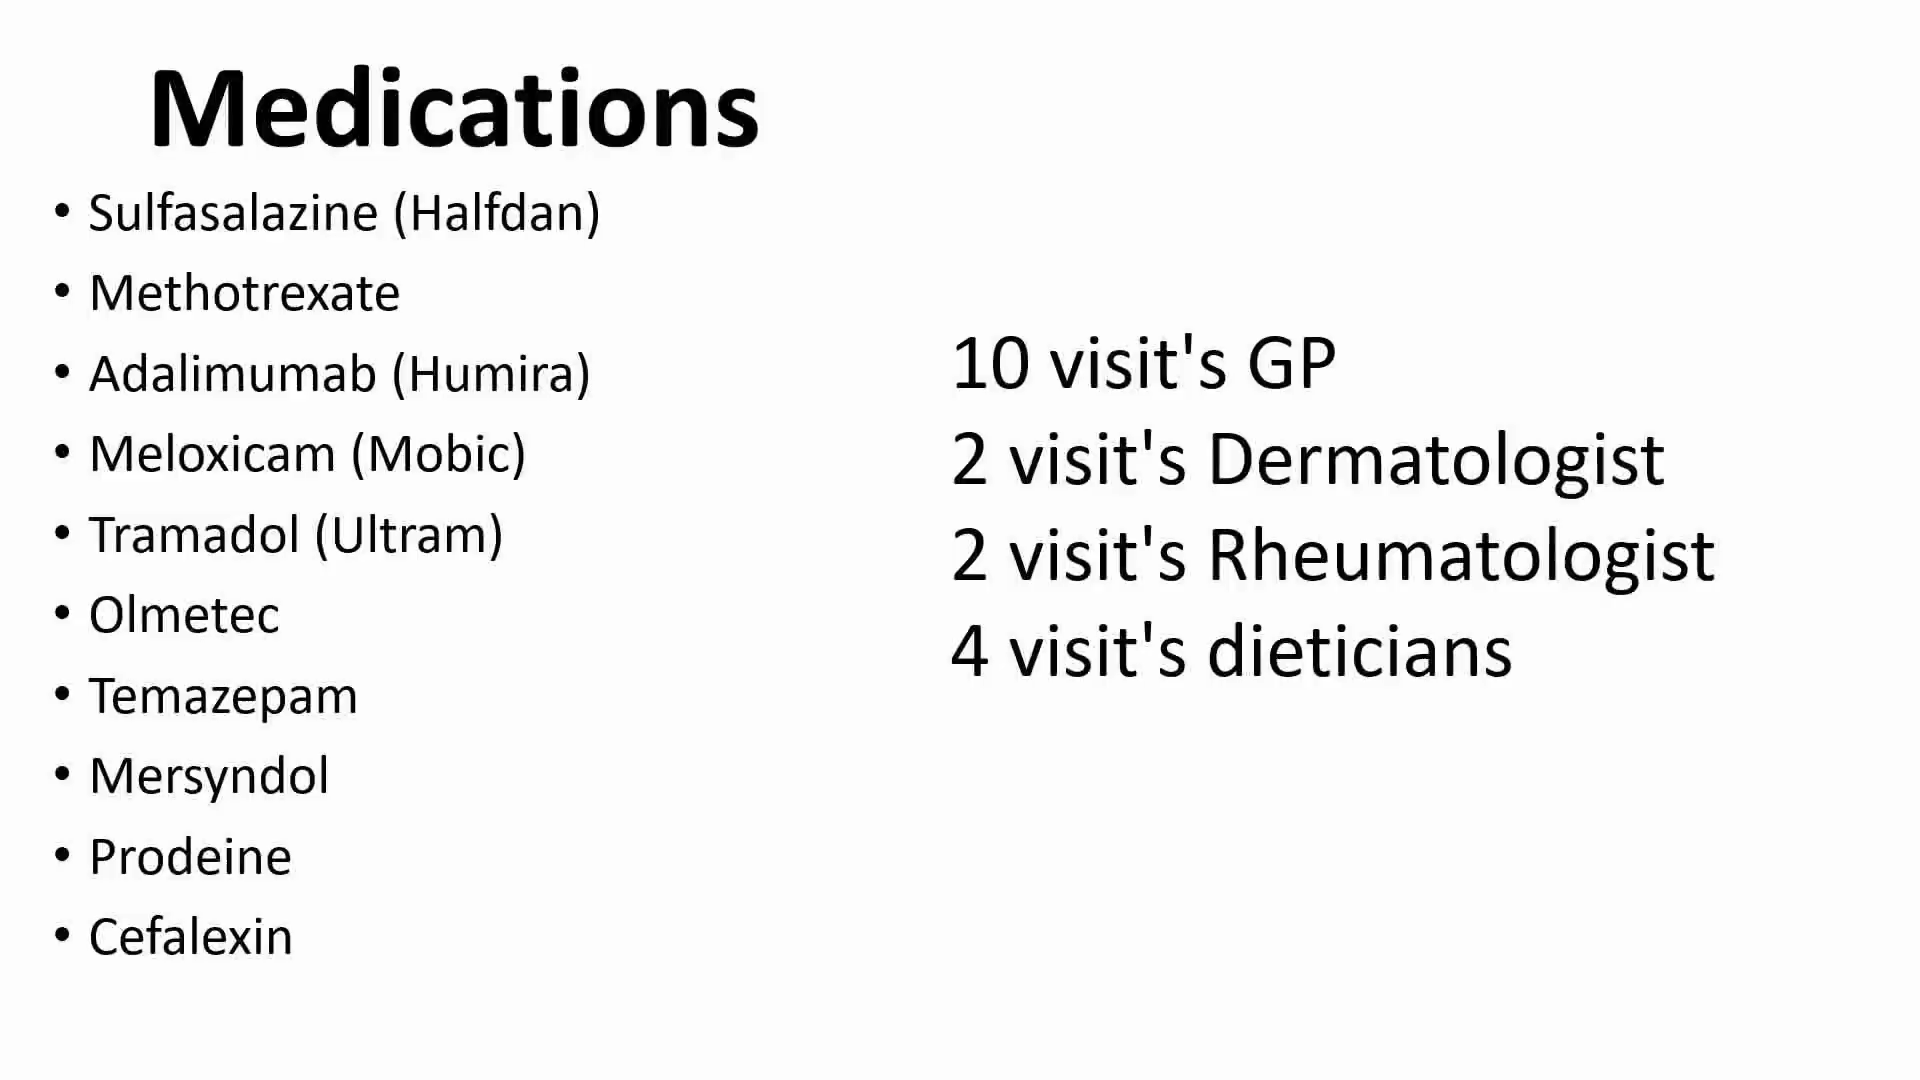 Medications
• Sulfasalazine (Halfdan)
• Methotrexate
• Adalimumab (Humira)
• Meloxicam (Mobic)
• Tramadol (Ultram)
• Olmetec
• Temazepam
• Mersyndol
• Prodeine
• Cefalexin
10 visit's GP
2 visit's Dermatologist
2 visit's Rheumatologist
4 visit's dieticians